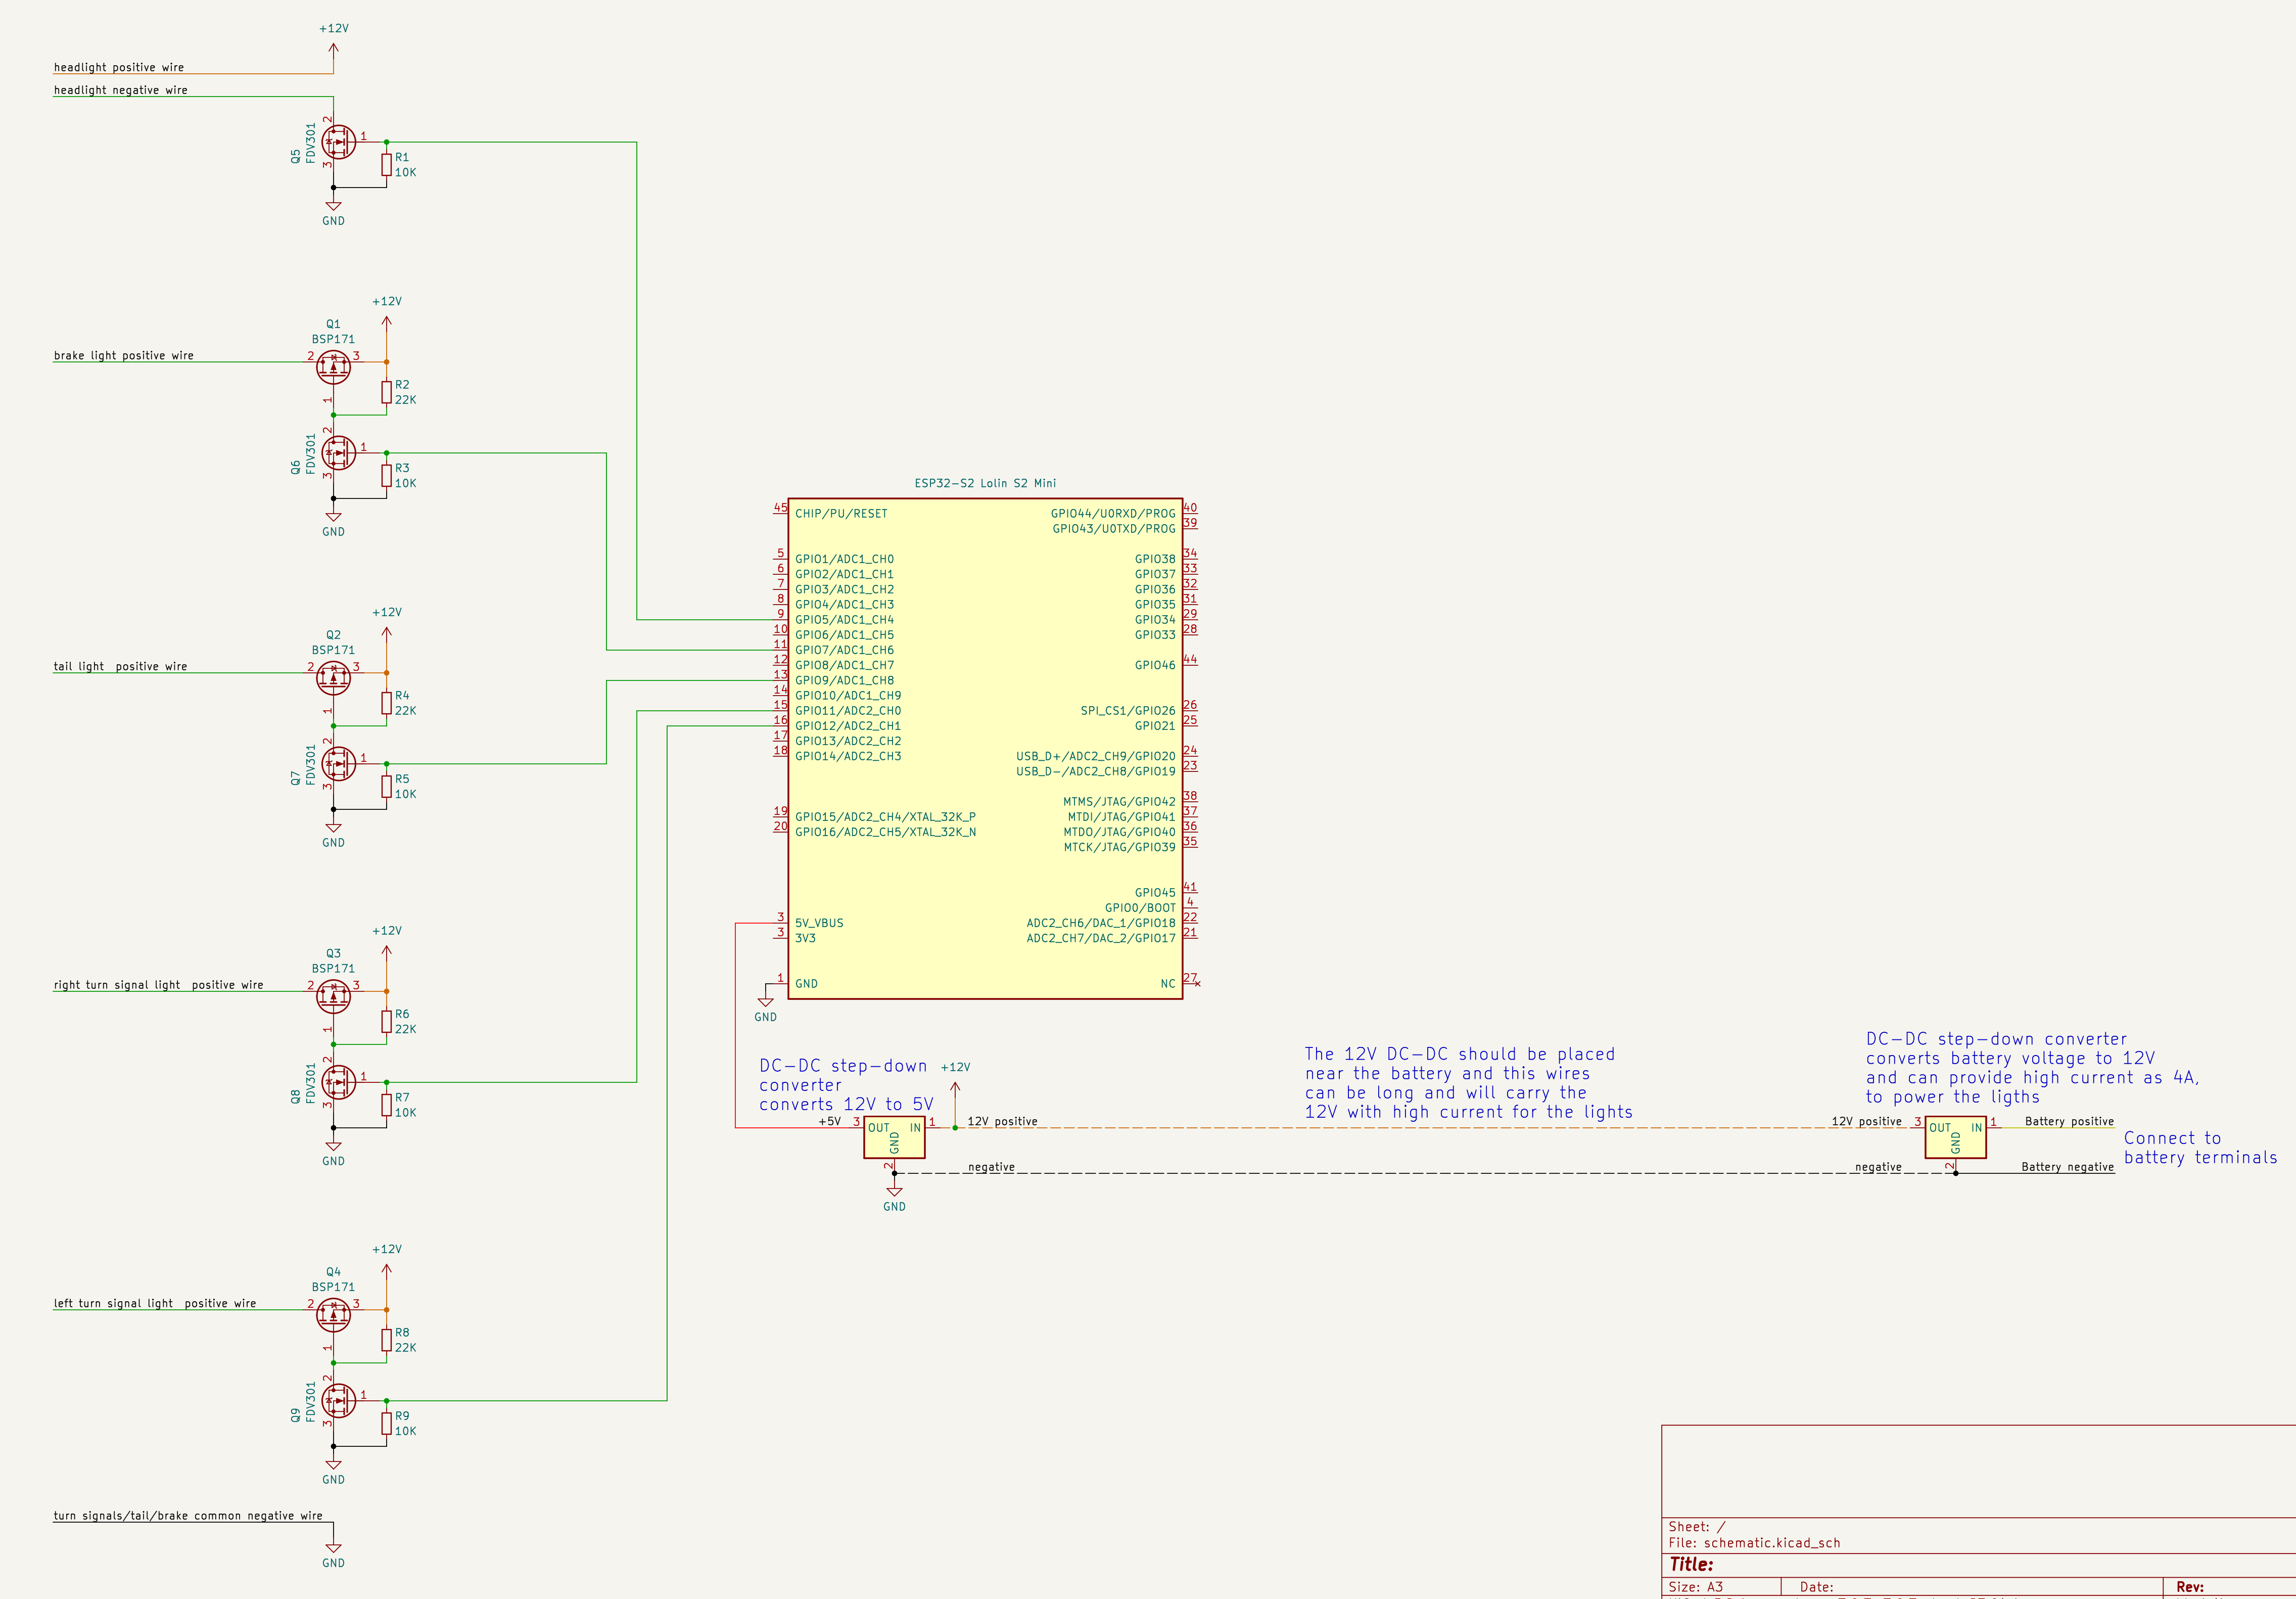 +12V
headlight positive wire
headlight negative wire
2
1
3
Q5
FDV301
R1
10K
GND
+12V
Q1
BSP171
brake light positive wire
2
3
1
R2
22K
2
1
3
Q6
FDV301
R3
10K
GND
+12V
Q2
BSP171
tail light  positive wire
2
3
1
R4
22K
2
1
3
Q7
FDV301
R5
10K
GND
+12V
Q3
BSP171
right turn signal light  positive wire
2
3
1
R6
22K
2
1
3
Q8
FDV301
R7
10K
GND
+12V
Q4
BSP171
left turn signal light  positive wire
2
3
1
R8
22K
2
1
3
Q9
FDV301
R9
10K
GND
turn signals/tail/brake common negative wire
GND
ESP32-S2 Lolin S2 Mini
45 CHIP/PU/RESET
5 GPIO1/ADC1_CH0
6 GPIO2/ADC1_CH1
7 GPIO3/ADC1_CH2
8 GPIO4/ADC1_CH3
9 GPIO5/ADC1_CH4
10 GPIO6/ADC1_CH5
11 GPIO7/ADC1_CH6
12 GPIO8/ADC1_CH7
13 GPIO9/ADC1_CH8
14 GPIO10/ADC1_CH9
15 GPIO11/ADC2_CH0
16 GPIO12/ADC2_CH1
17 GPIO13/ADC2_CH2
18 GPIO14/ADC2_CH3
19 GPIO15/ADC2_CH4/XTAL_32K_P
20 GPIO16/ADC2_CH5/XTAL_32K_N
3 5V_VBUS
3 3V3
1 GND
GND
GPIO44/U0RXD/PROG 40
GPIO43/U0TXD/PROG 39
GPIO38 34
GPIO37 33
GPIO36 32
GPIO35 31
GPIO34 29
GPIO33 28
GPIO46 44
SPI_CS1/GPIO26 26
GPIO21 25
USB_D+/ADC2_CH9/GPIO20 24
USB_D-/ADC2_CH8/GPIO19 23
MTMS/JTAG/GPIO42 38
MTDI/JTAG/GPIO41 37
MTDO/JTAG/GPIO40 36
MTCK/JTAG/GPIO39 35
GPIO45 41
GPIO0/BOOT 4
ADC2_CH6/DAC_1/GPIO18 22
ADC2_CH7/DAC_2/GPIO17 21
NC 27
DC-DC step-down
converter
converts 12V to 5V
+12V
+5V 3 OUT IN 1 12V positive
GND
2
negative
GND
The 12V DC-DC should be placed
near the battery and this wires
can be long and will carry the
12V with high current for the lights
DC-DC step-down converter
converts battery voltage to 12V
and can provide high current as 4A,
to power the ligths
12V positive 3 OUT IN 1 Battery positive
GND
2
negative
Battery negative
Connect to
battery terminals
Sheet: /
File: schematic.kicad_sch
Title:
Size: A3
Date:
Rev: